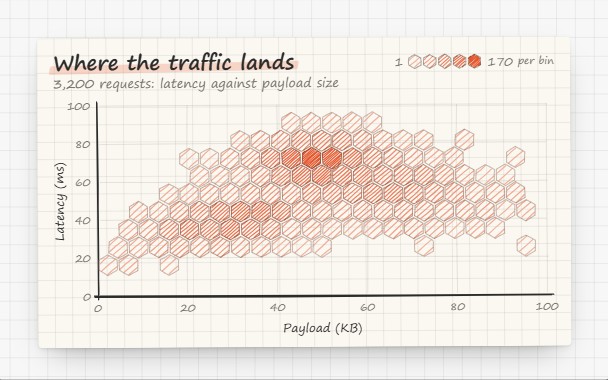 Where the traffic lands
1 170 per bin
3,200 requests: latency against payload size
100
80
60
40
20
0
Latency (ms)
0 20 40 60 80 100
Payload (KB)